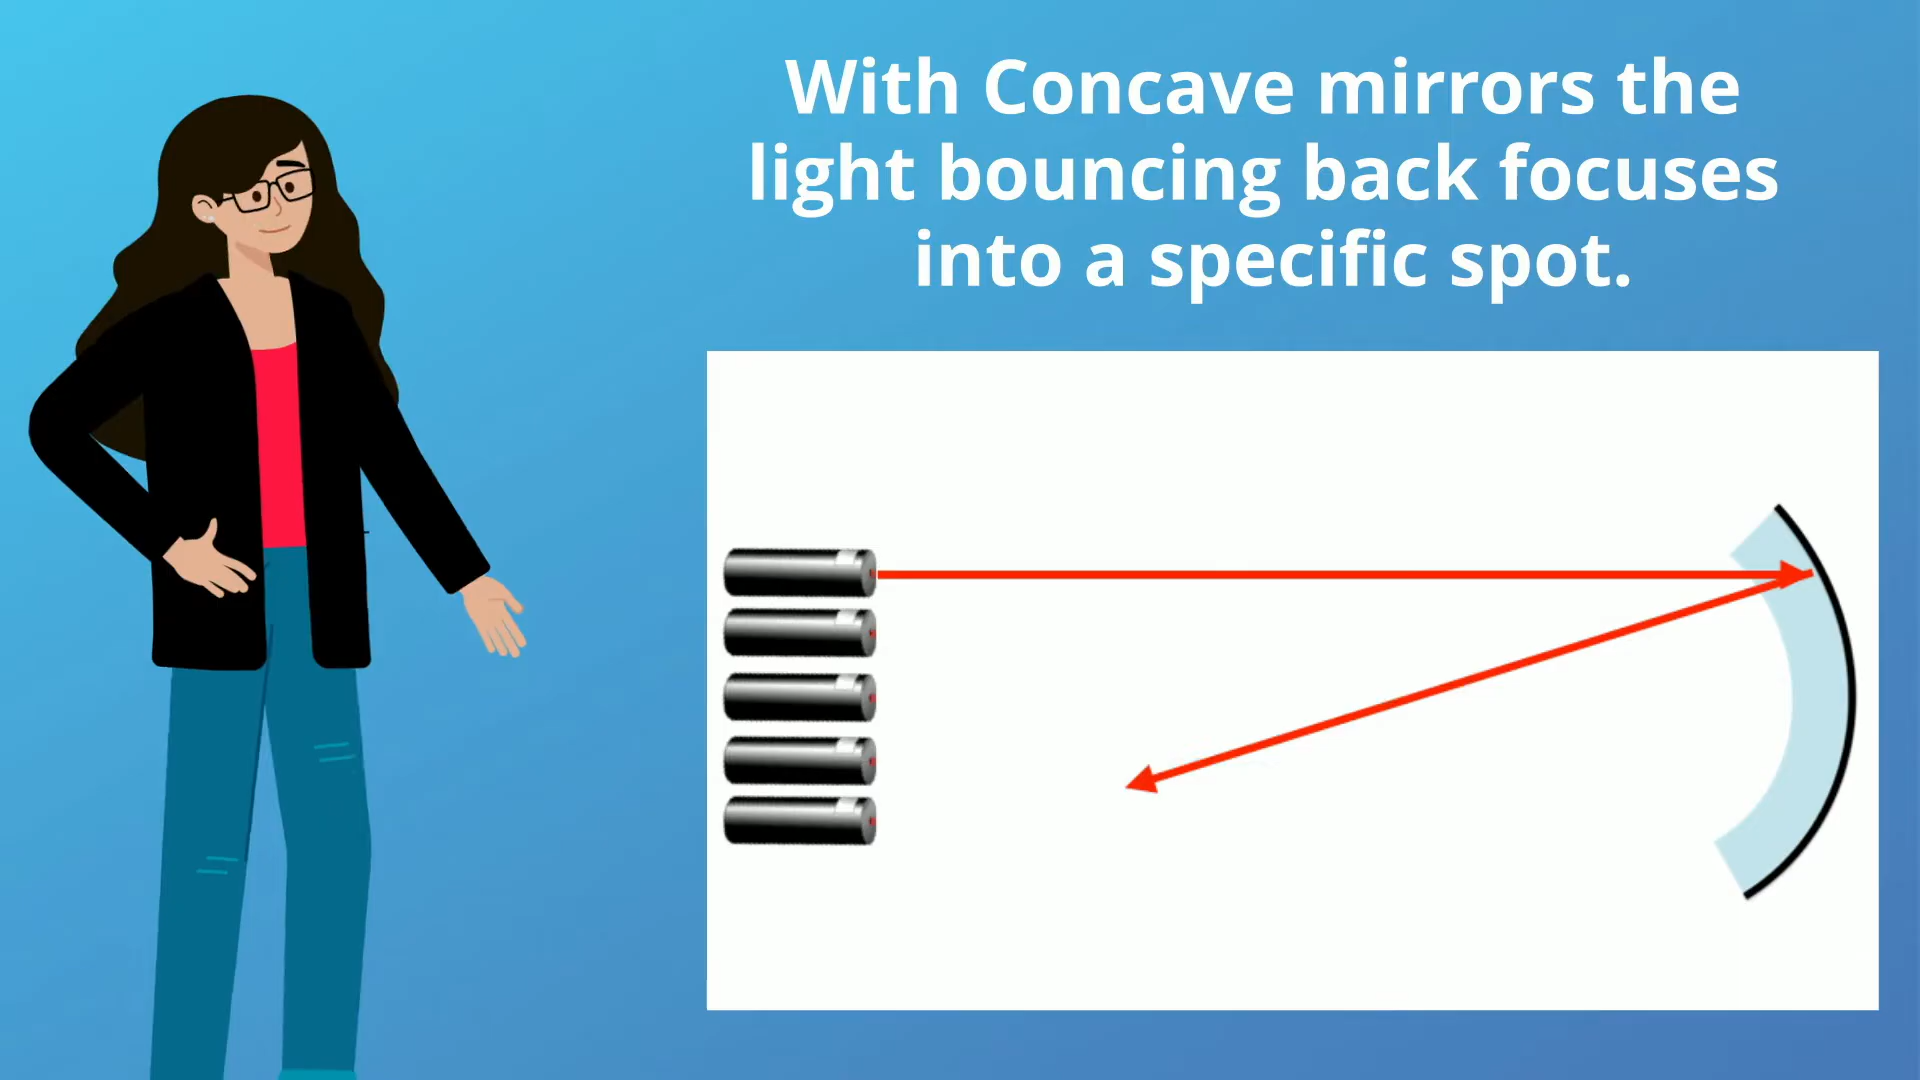 With Concave mirrors the
light bouncing back focuses
into a specific spot.